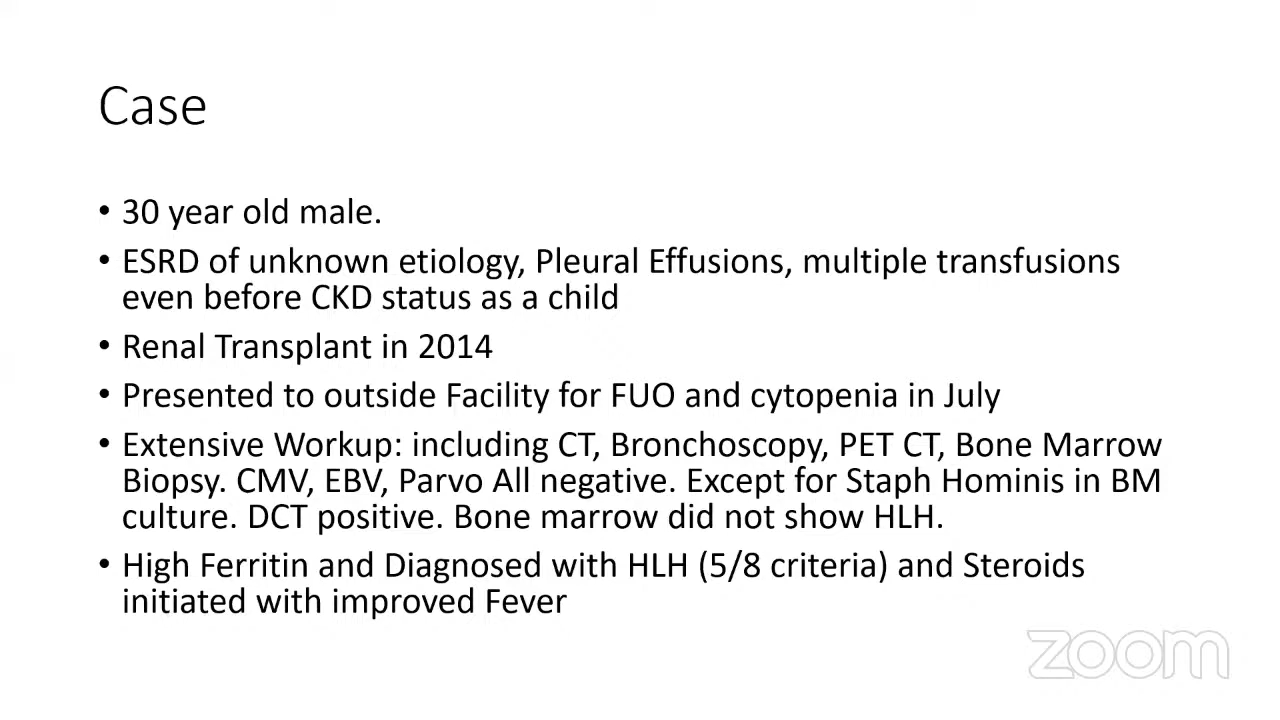 Case
• 30 year old male.
• ESRD of unknown etiology, Pleural Effusions, multiple transfusions
even before CKD status as a child
• Renal Transplant in 2014
• Presented to outside Facility for FUO and cytopenia in July
• Extensive Workup: including CT, Bronchoscopy, PET CT, Bone Marrow
Biopsy. CMV, EBV, Parvo All negative. Except for Staph Hominis in BM
culture. DCT positive. Bone marrow did not show HLH.
• High Ferritin and Diagnosed with HLH (5/8 criteria) and Steroids
initiated with improved Fever
zoom